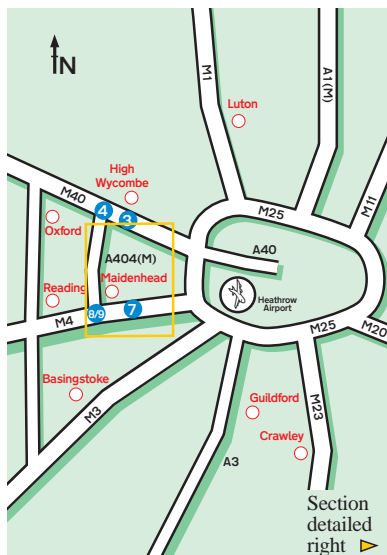 N
M1
A1(M)
Luton
High
Wycombe
4
3
M40
M25
M11
Oxford
A40
A404(M)
Maidenhead
Reading
Heathrow
Airport
8/9
7
M4
M25
M20
Basingstoke
M3
Guildford
M23
Crawley
A3
Section
detailed
right